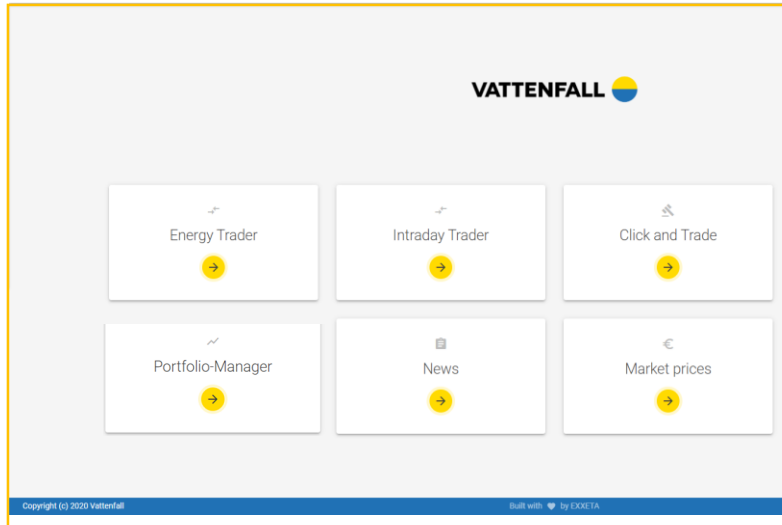 VATTENFALL
Energy Trader
Intraday Trader
Click and Trade
Portfolio-Manager
News
Market prices
Copyright (c) 2020 Vattenfall
Built with ♥ by EXXETA